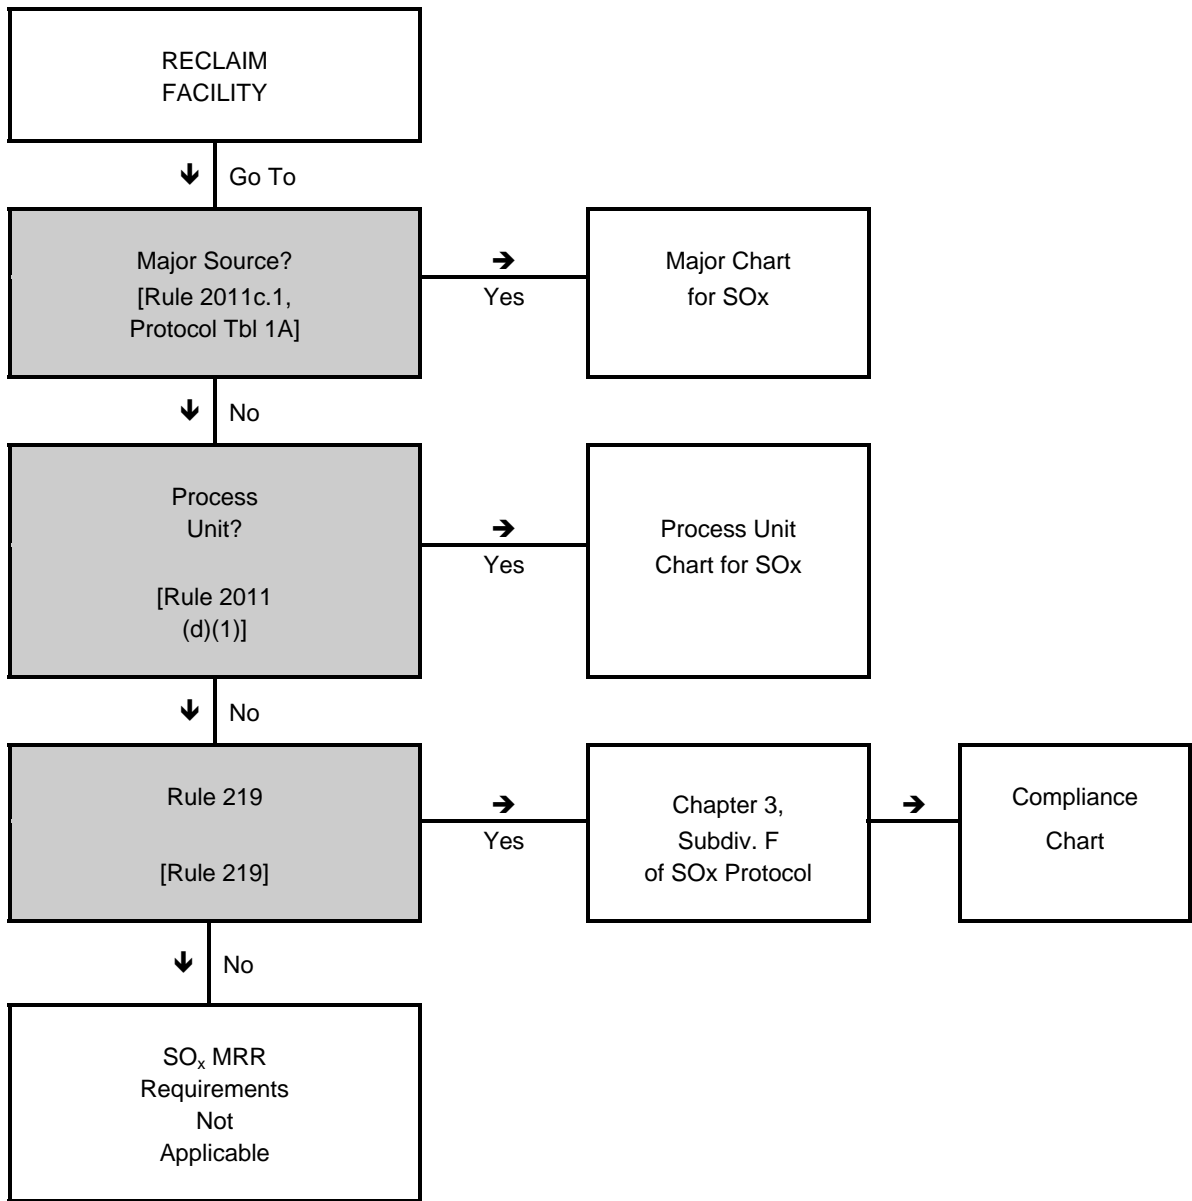 RECLAIM
FACILITY
Go To
Major Source?
[Rule 2011c.1,
Protocol Tbl 1A]
Yes
Major Chart
for SOx
No
Process
Unit?
[Rule 2011
(d)(1)]
Yes
Process Unit
Chart for SOx
No
Rule 219
[Rule 219]
Yes
Chapter 3,
Subdiv. F
of SOx Protocol
Compliance
Chart
No
SOx MRR
Requirements
Not
Applicable